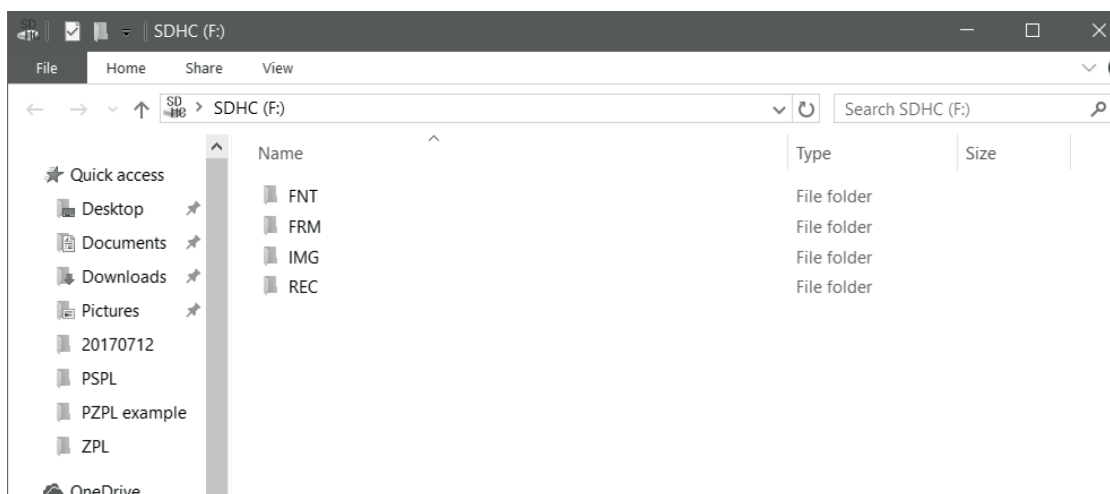 SDHC (F:)
File Home Share View
SD HC > SDHC (F:) Search SDHC (F:)
Name Type Size
Quick access
Desktop
Documents
Downloads
Pictures
20170712
PSPL
PZPL example
ZPL
OneDrive
FNT File folder
FRM File folder
IMG File folder
REC File folder